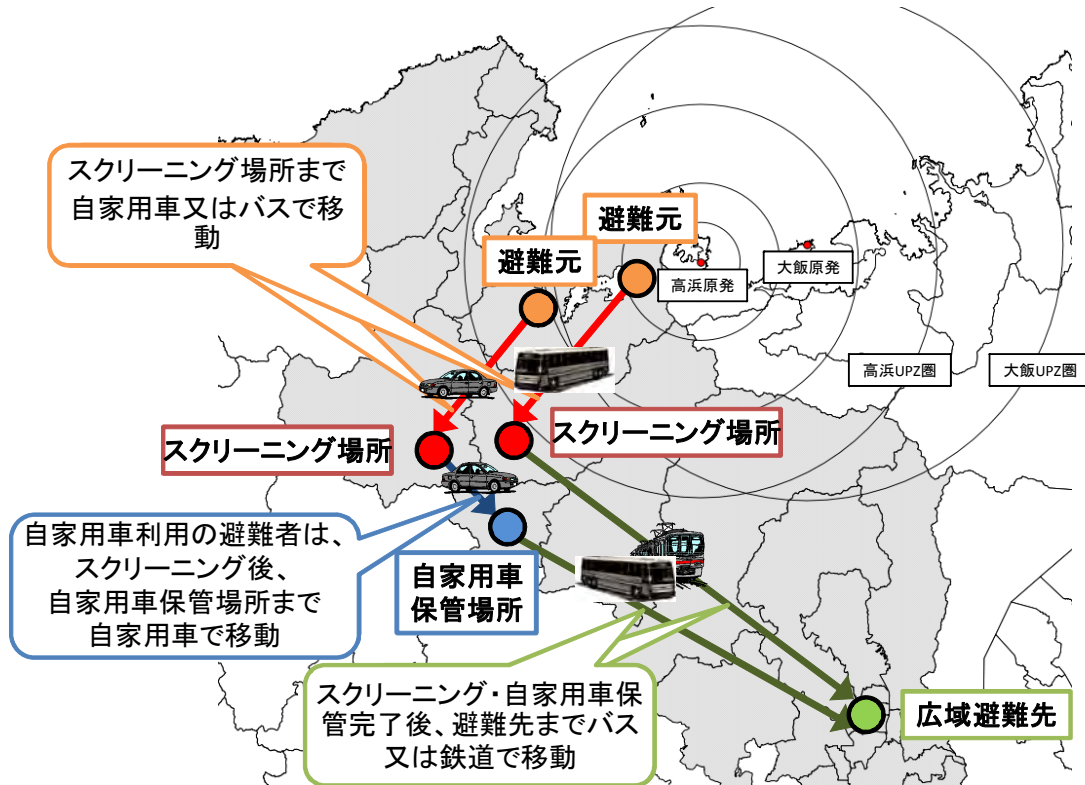 スクリーニング場所まで
自家用車又はバスで移
動
避難元
避難元
大飯原発
高浜原発
高浜UPZ圏
大飯UPZ圏
スクリーニング場所
スクリーニング場所
自家用車利用の避難者は、
スクリーニング後、
自家用車保管場所まで
自家用車で移動
自家用車
保管場所
スクリーニング・自家用車保
管完了後、避難先までバス
又は鉄道で移動
広域避難先